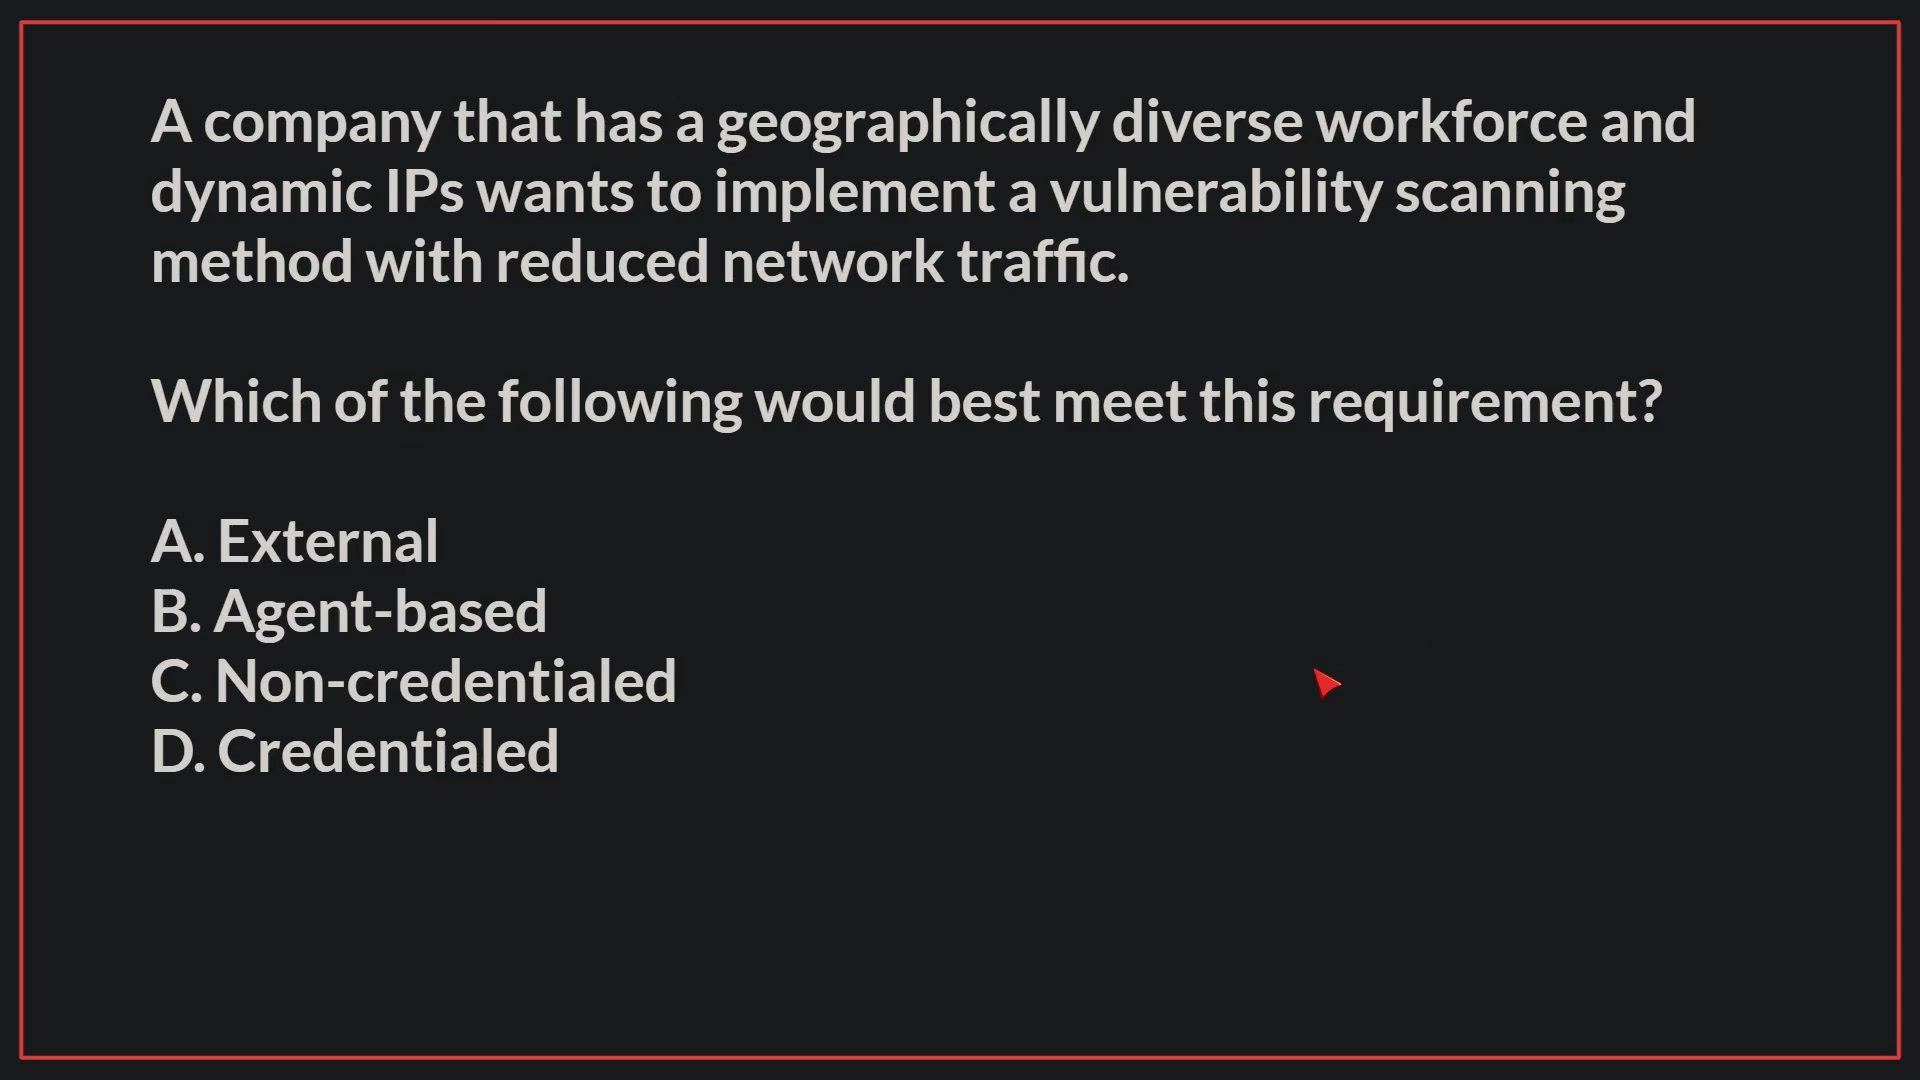 A company that has a geographically diverse workforce and
dynamic IPs wants to implement a vulnerability scanning
method with reduced network traffic.
Which of the following would best meet this requirement?
A. External
B. Agent-based
C. Non-credentialed
D. Credentialed